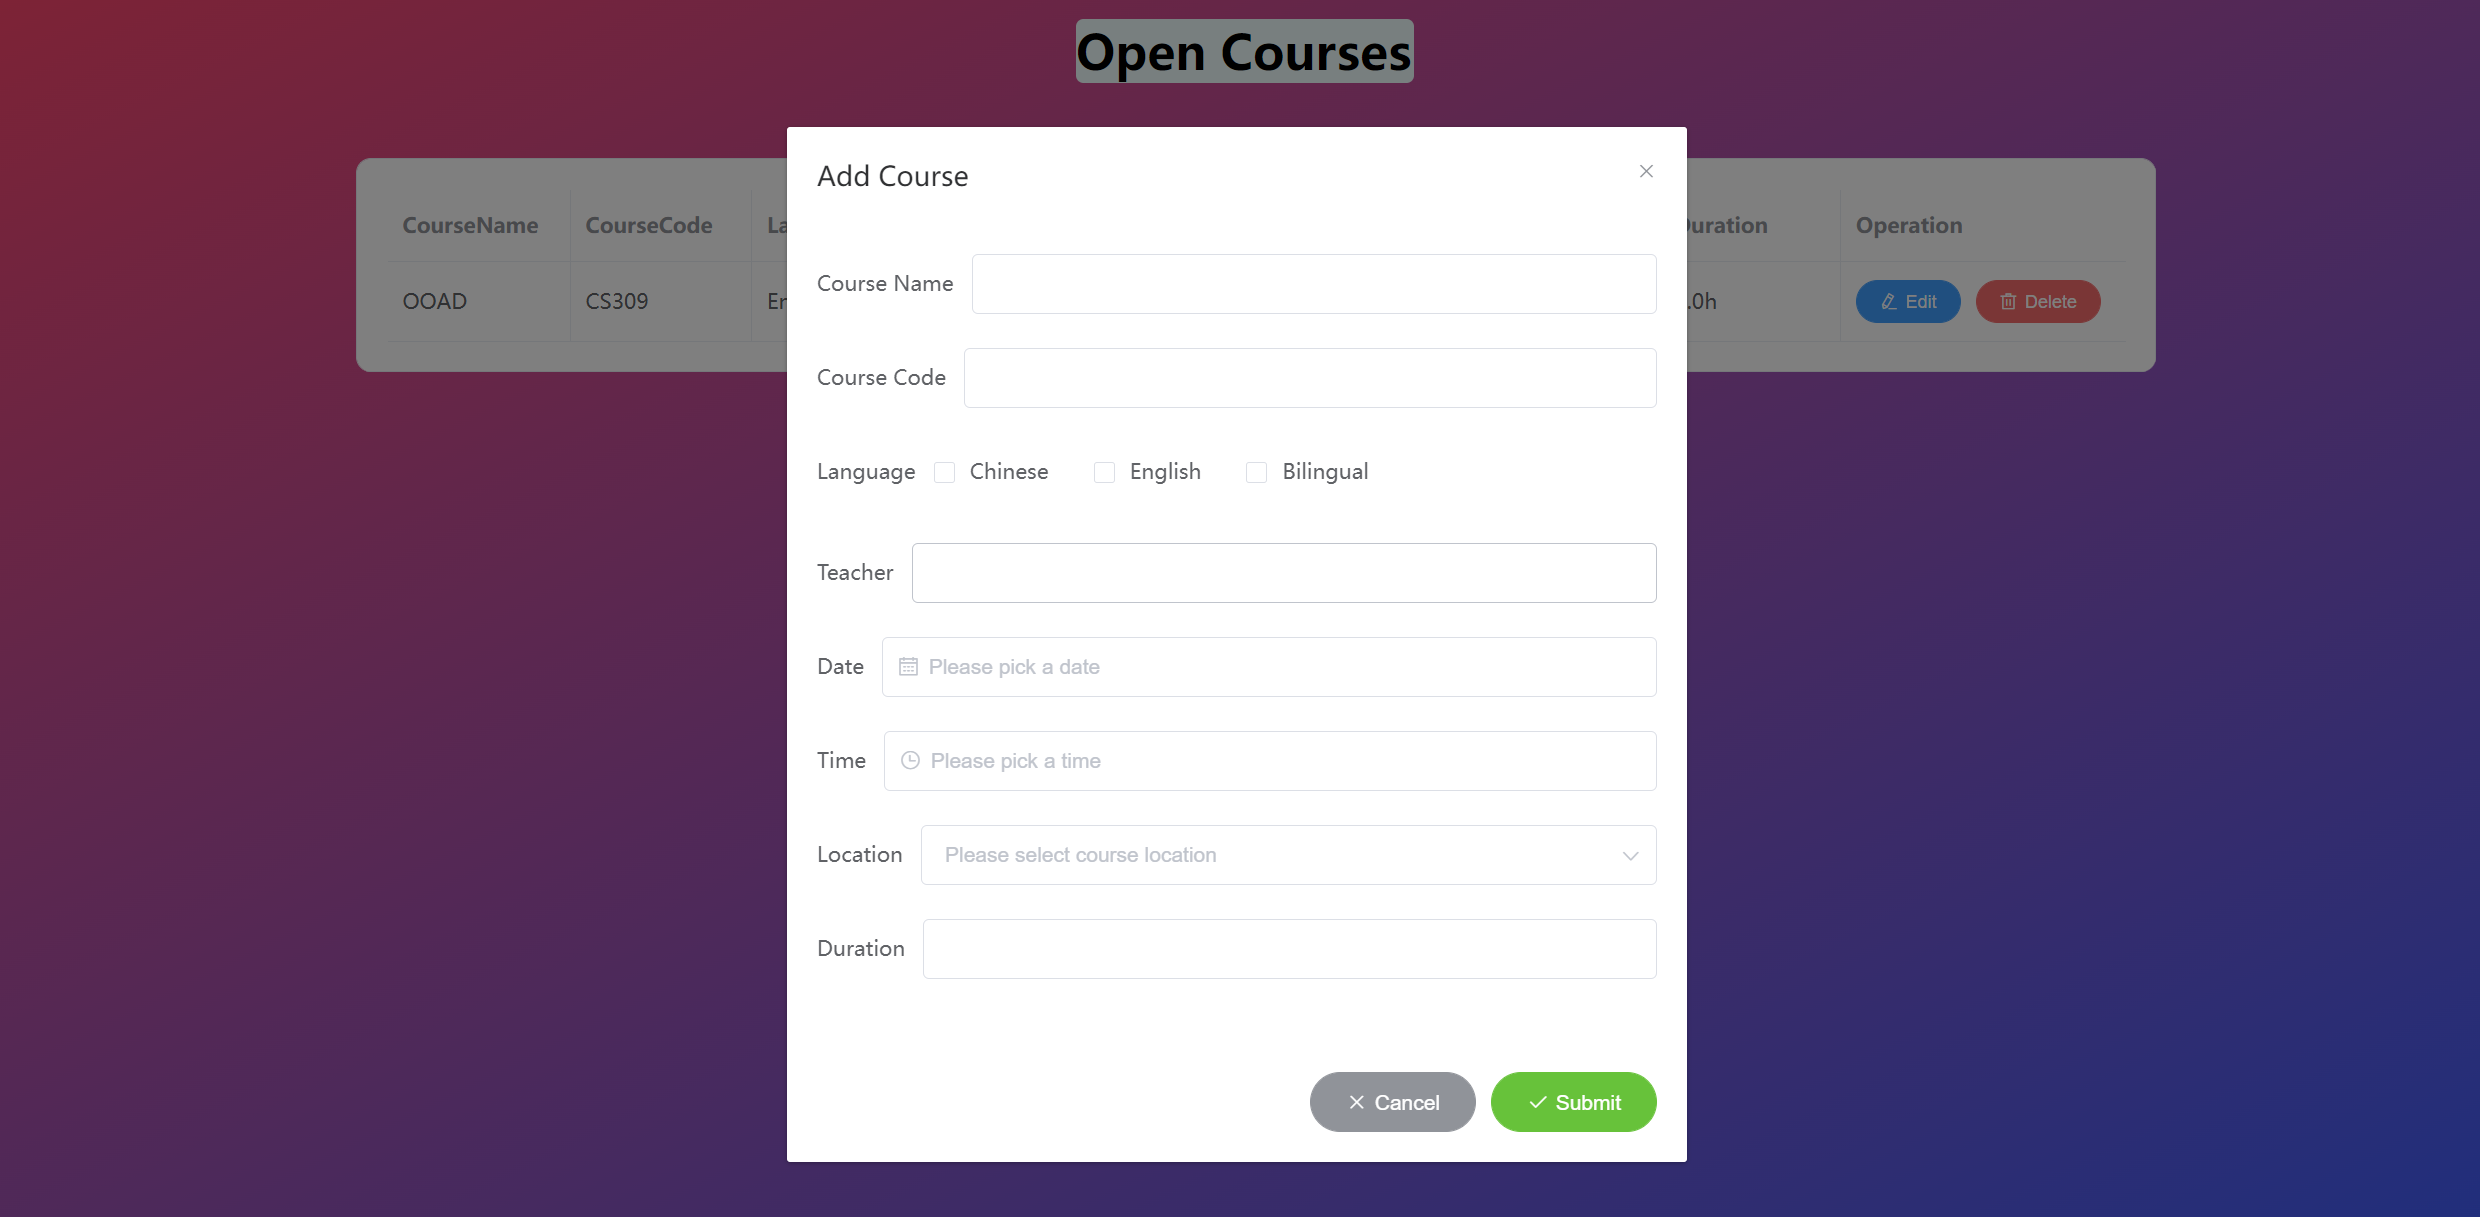 Open Courses
Add Course
CourseName CourseCode La Duration Operation
OOAD CS309 En .0h Edit Delete
Course Name
Course Code
Language Chinese English Bilingual
Teacher
Date Please pick a date
Time Please pick a time
Location Please select course location
Duration
Cancel Submit